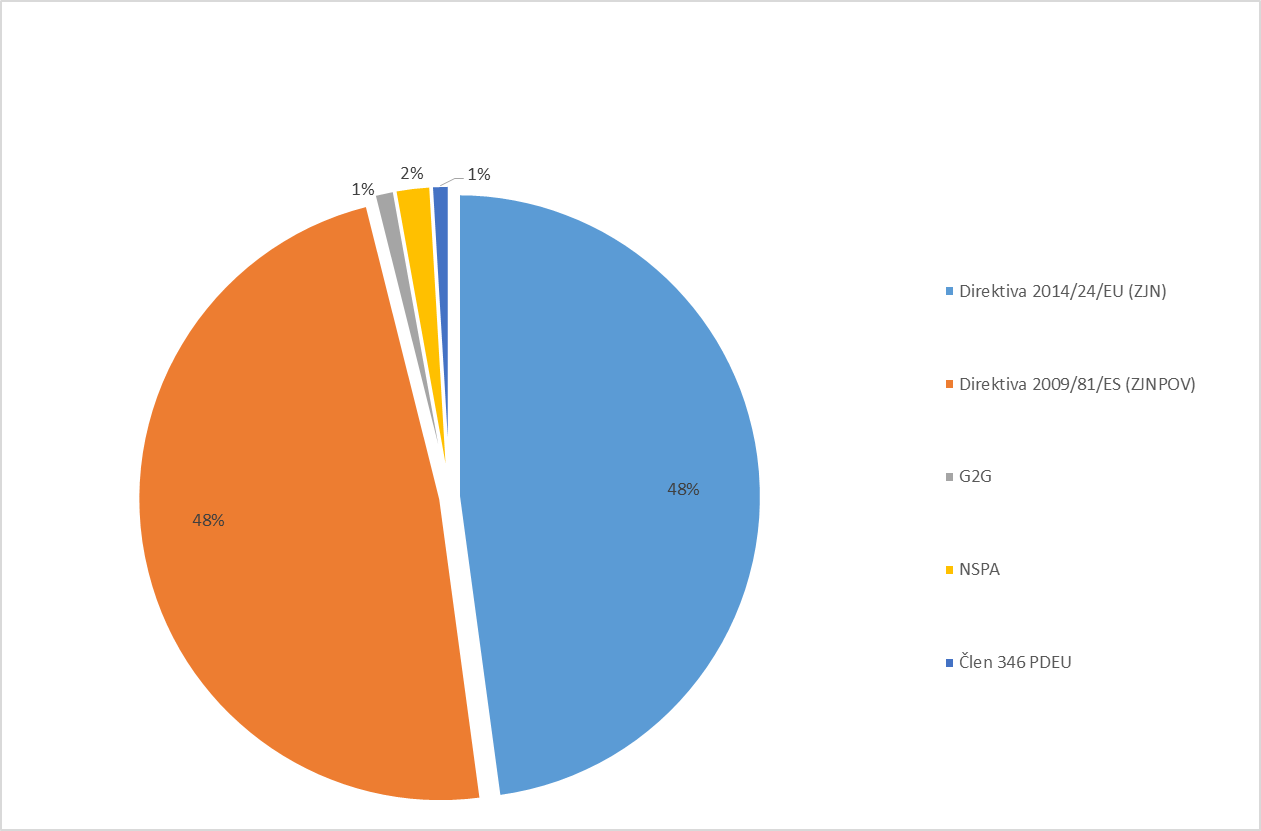 1%
2%
1%
48%
48%
Direktiva 2014/24/EU (ZJN)
Direktiva 2009/81/ES (ZJNPOV)
G2G
NSPA
Člen 346 PDEU